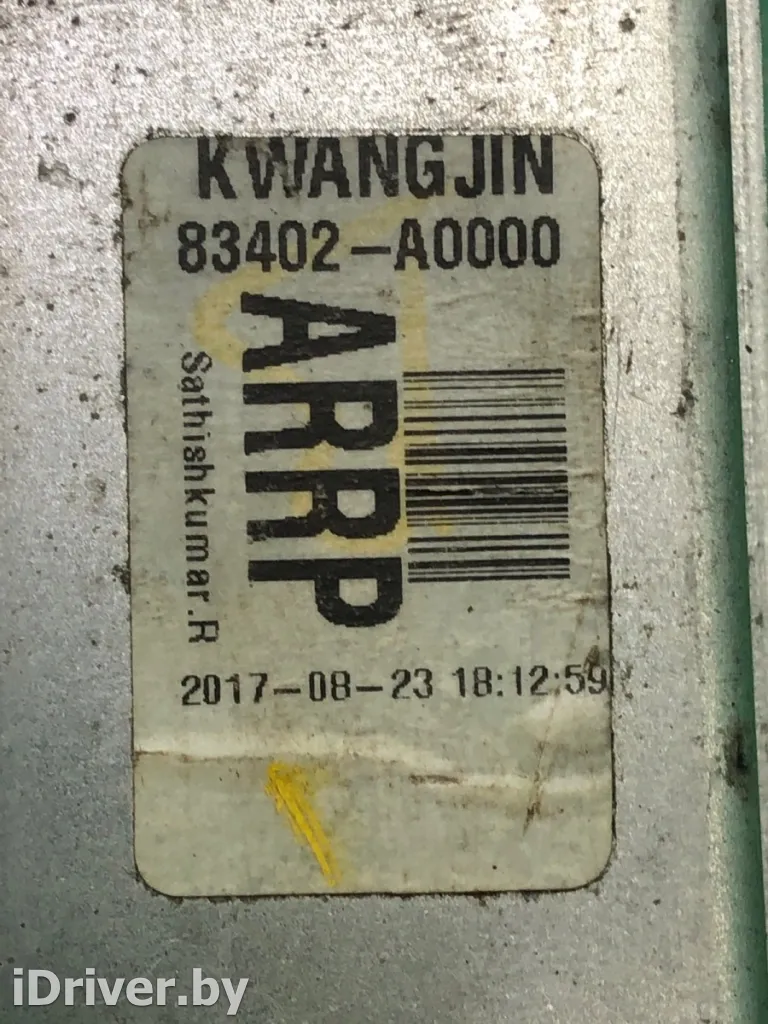 KWANGJIN
83402-A0000
ARRP
Sathishkumar.R
2017-08-23 18:12:59
iDriver.by